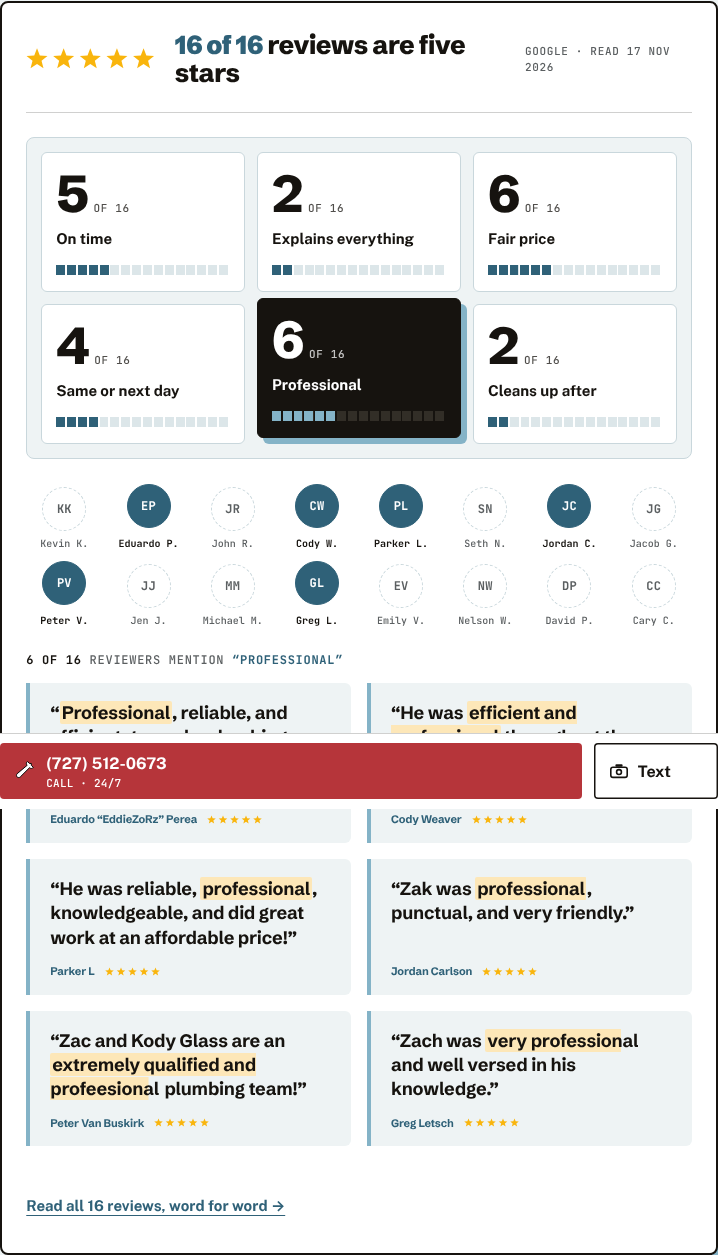 16 of 16 reviews are five
stars
GOOGLE · READ 17 NOV
2026
5 OF 16
On time
2 OF 16
Explains everything
6 OF 16
Fair price
4 OF 16
Same or next day
6 OF 16
Professional
2 OF 16
Cleans up after
KK EP JR CW PL SN JC JG
Kevin K. Eduardo P. John R. Cody W. Parker L. Seth N. Jordan C. Jacob G.
PV JJ MM GL EV NW DP CC
Peter V. Jen J. Michael M. Greg L. Emily V. Nelson W. David P. Cary C.
6 OF 16 REVIEWERS MENTION “PROFESSIONAL”
“Professional, reliable, and
“He was efficient and
(727) 512-0673
CALL · 24/7
Text
Eduardo “EddieZoRz” Perea
Cody Weaver
“He was reliable, professional,
knowledgeable, and did great
work at an affordable price!”
Parker L
“Zak was professional,
punctual, and very friendly.”
Jordan Carlson
“Zac and Kody Glass are an
extremely qualified and
profeesional plumbing team!”
Peter Van Buskirk
“Zach was very professional
and well versed in his
knowledge.”
Greg Letsch
Read all 16 reviews, word for word →